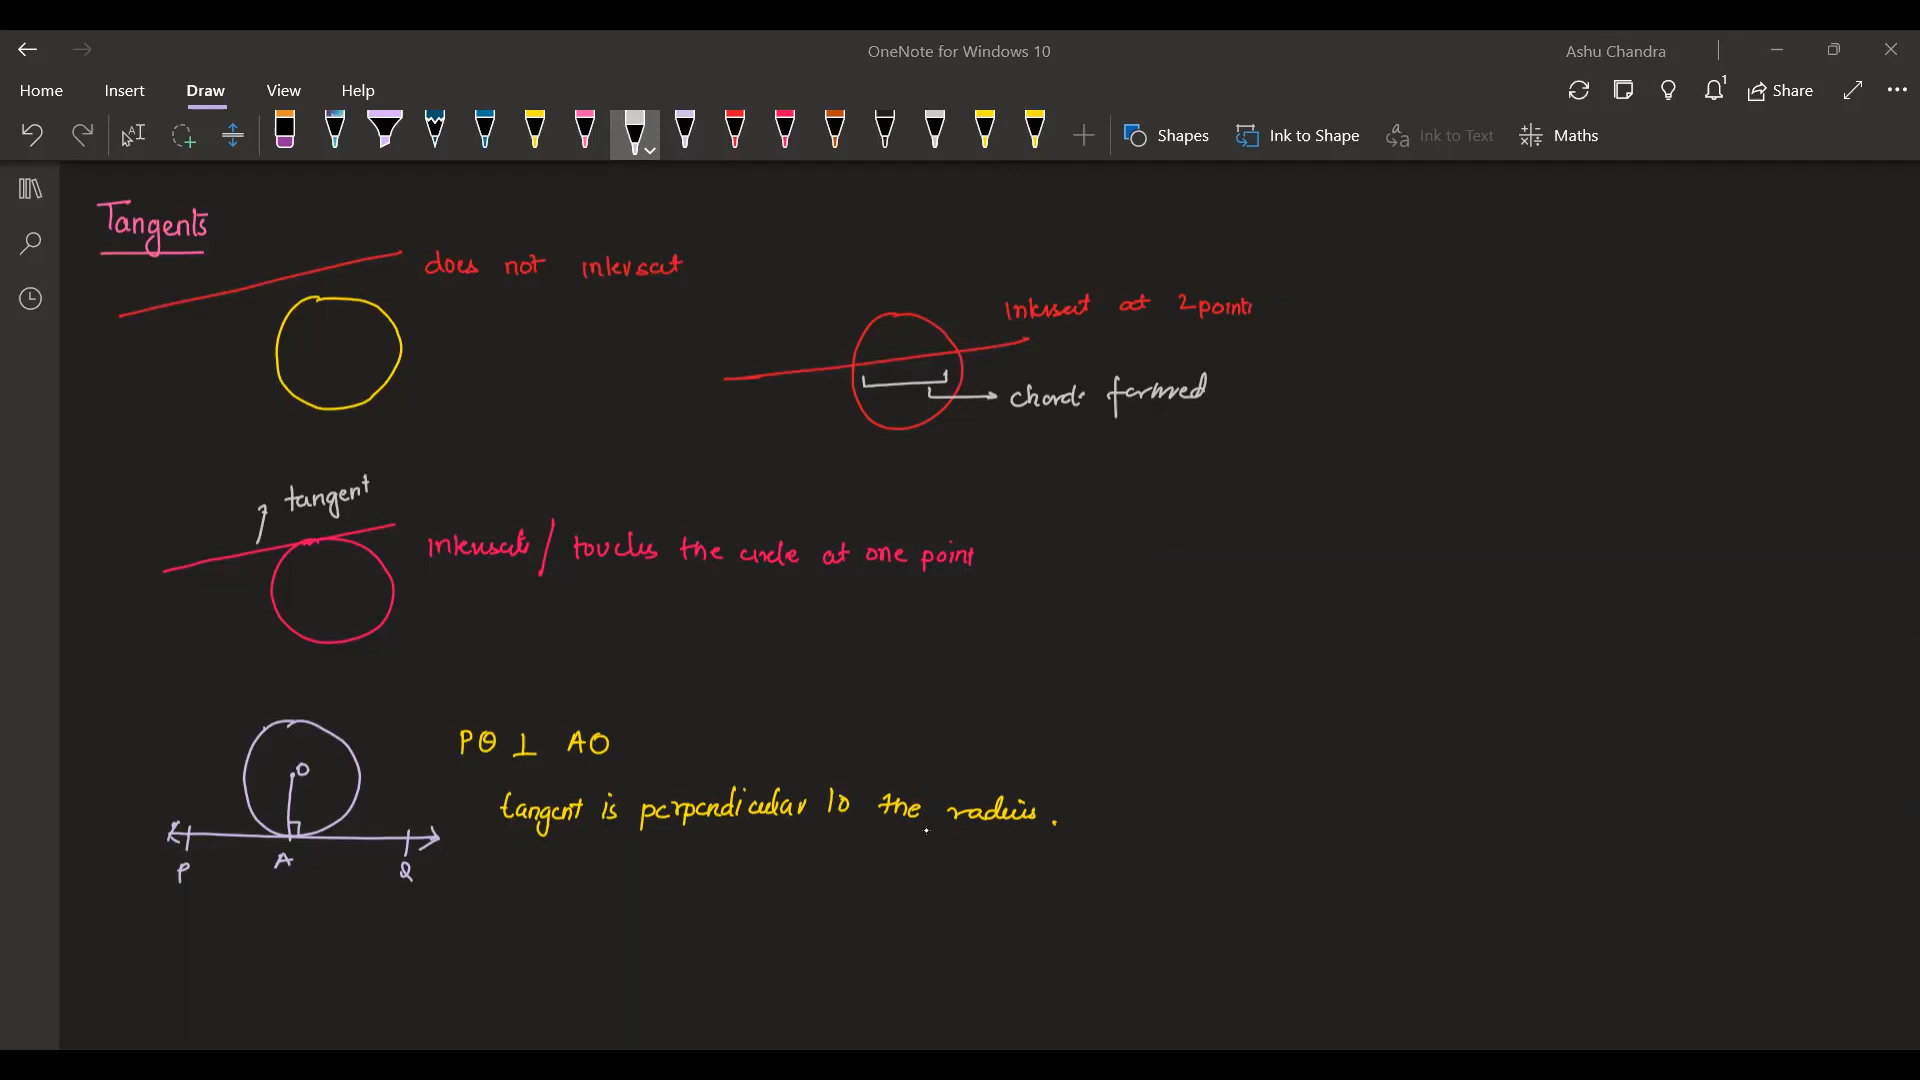 OneNote for Windows 10
Ashu Chandra
Home Insert Draw View Help
1 Share
Shapes Ink to Shape Ink to Text Maths
Tangents
does not intersect
Intersect at 2 points
chord formed
tangent
intersects / touches the circle at one point
O
P A Q
PQ ⊥ AO
tangent is perpendicular to the radius.